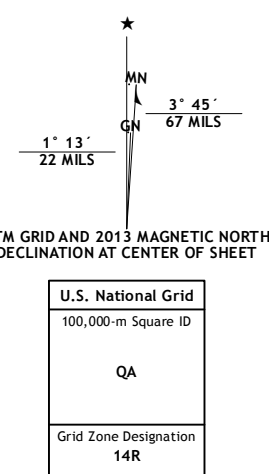 ★
MN
GN
3° 45´
67 MILS
1° 13´
22 MILS
TM GRID AND 2013 MAGNETIC NORTH
DECLINATION AT CENTER OF SHEET
U.S. National Grid
100,000-m Square ID
QA
Grid Zone Designation
14R